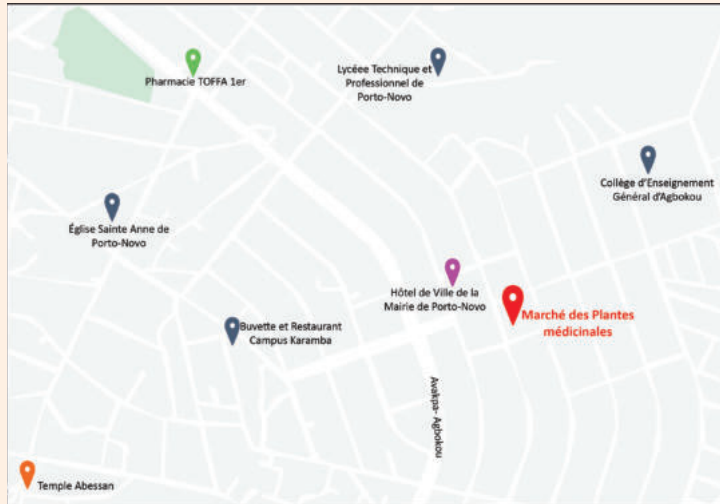 Pharmacie TOFFA 1er
Lycéee Technique et
Professionnel de
Porto-Novo
Collège d'Enseignement
Général d'Agbokou
Église Sainte Anne de
Porto-Novo
Hôtel de Ville de la
Mairie de Porto-Novo
Marché des Plantes
médicinales
Buvette et Restaurant
Campus Karamba
Avakpa- Agbokou
Temple Abessan